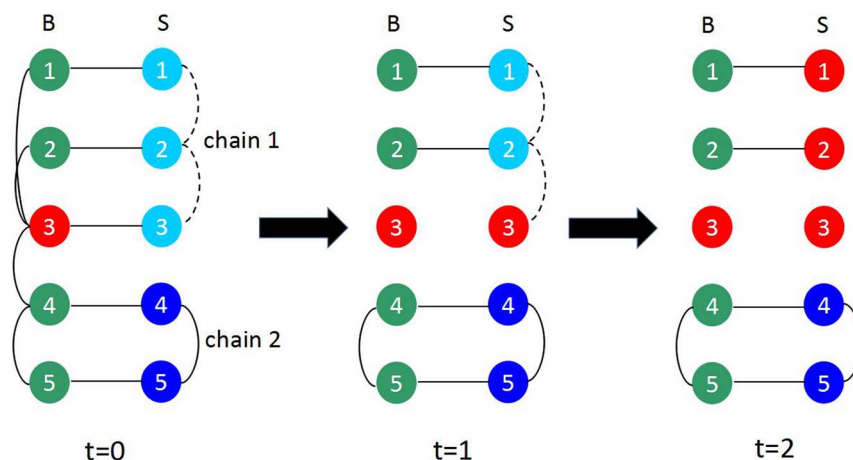 B S B S B S
1 1 1 1 1 1
2 2 chain 1 2 2 2 2
3 3 3 3 3 3
4 4 4 4 4 4
chain 2
5 5 5 5 5 5
t=0 t=1 t=2